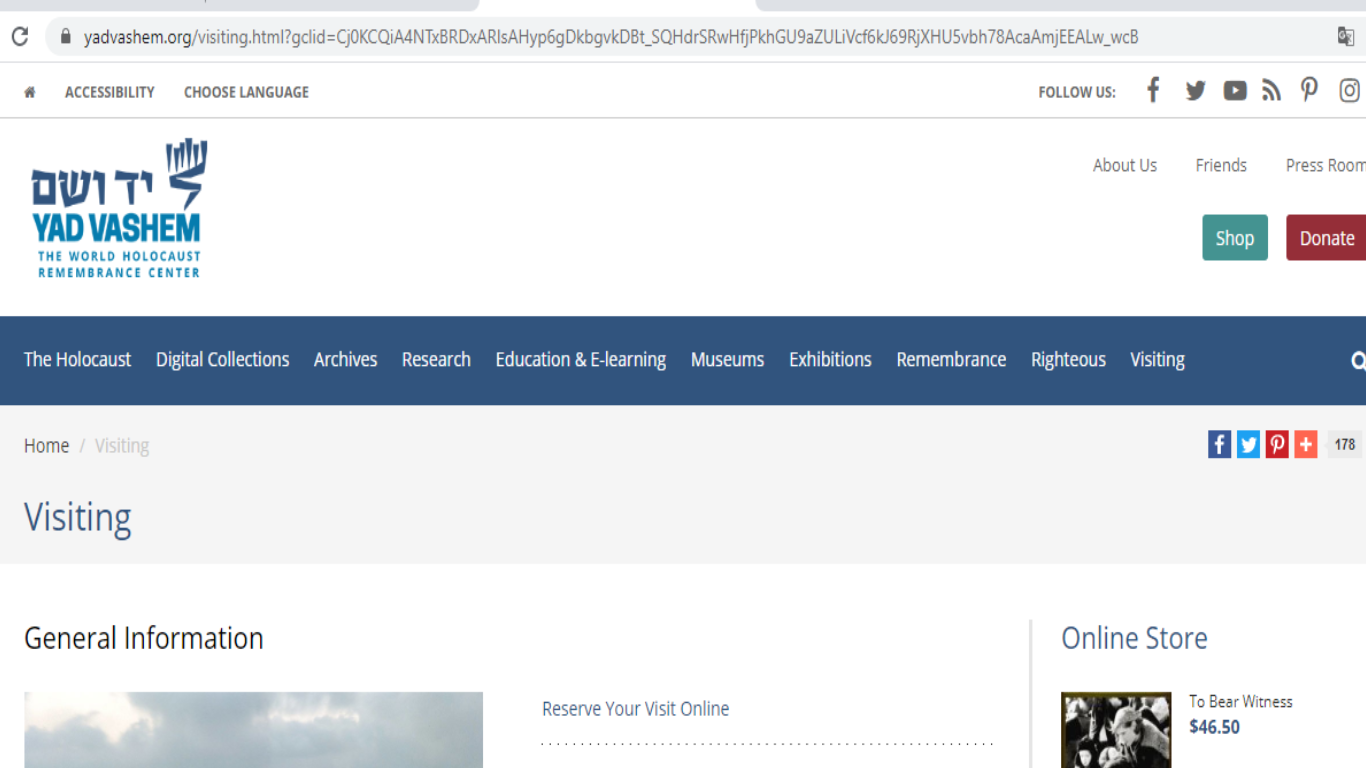 yadvashem.org/visiting.html?gclid=Cj0KCQiA4NTxBRDxARIsAHyp6gDkbgvkDBt_SQHdrSRwHfjPkhGU9aZULiVcf6kJ69RjXHU5vbh78AcaAmjEEALw_wcB
ACCESSIBILITY CHOOSE LANGUAGE FOLLOW US:
יד ושם
YAD VASHEM
THE WORLD HOLOCAUST
REMEMBRANCE CENTER
About Us Friends Press Room
Shop Donate
The Holocaust Digital Collections Archives Research Education & E-learning Museums Exhibitions Remembrance Righteous Visiting
Home / Visiting 178
Visiting
General Information
Reserve Your Visit Online
Online Store
To Bear Witness
$46.50